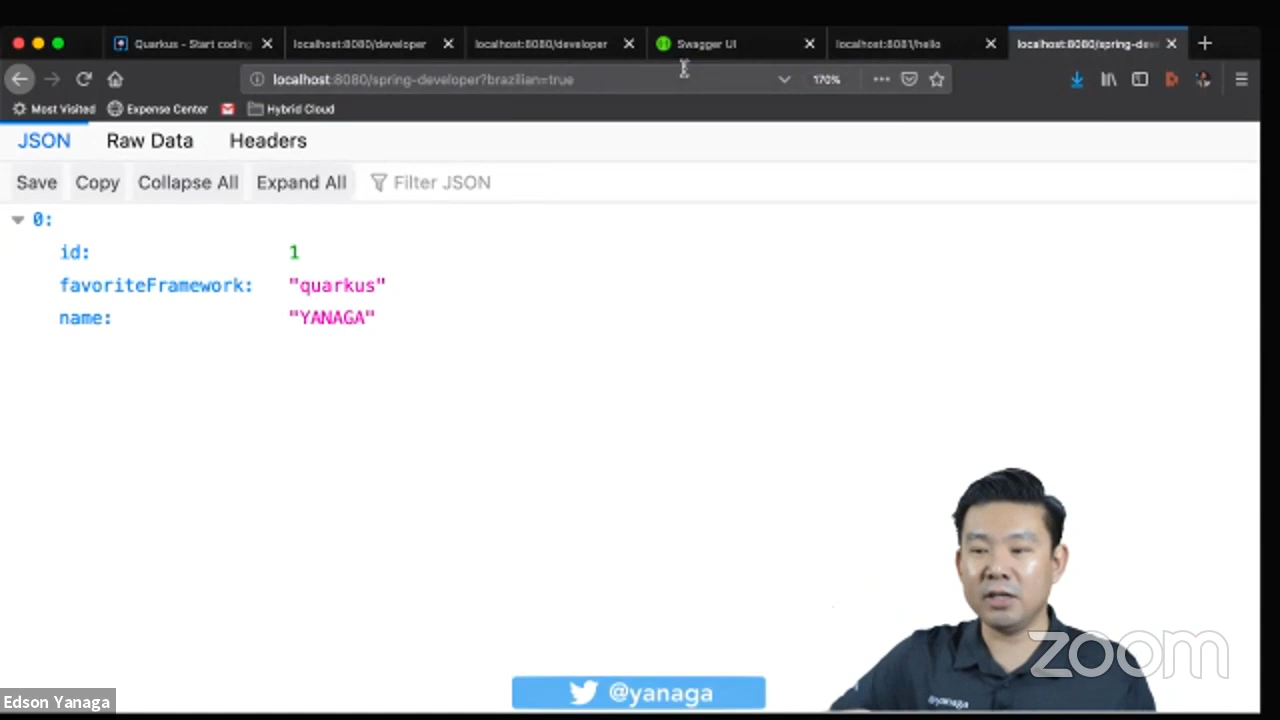 Quarkus - Start coding
localhost:8080/developer
localhost:8080/developer
Swagger UI
localhost:8081/hello
localhost:8080/spring-dev
localhost:8080/spring-developer?brazilian=true
170%
Most Visited
Expense Center
Hybrid Cloud
JSON
Raw Data
Headers
Save
Copy
Collapse All
Expand All
Filter JSON
0:
id: 1
favoriteFramework: "quarkus"
name: "YANAGA"
@yanaga
zoom
@yanaga
Edson Yanaga